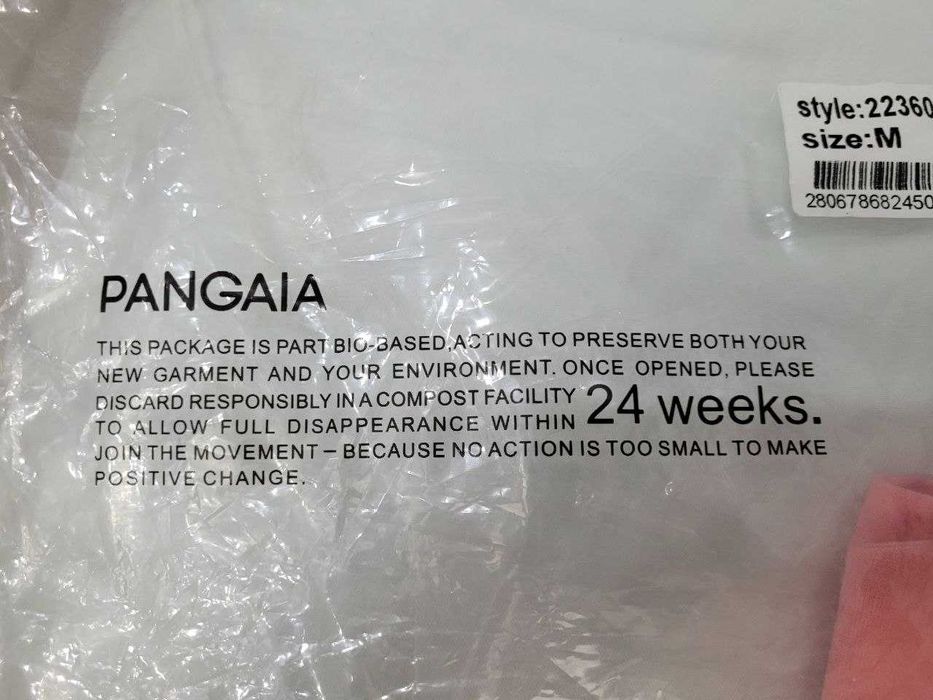 style:22360
size:M
280678682450
PANGAIA
THIS PACKAGE IS PART BIO-BASED,ACTING TO PRESERVE BOTH YOUR
NEW GARMENT AND YOUR ENVIRONMENT. ONCE OPENED, PLEASE
DISCARD RESPONSIBLY IN A COMPOST FACILITY
TO ALLOW FULL DISAPPEARANCE WITHIN 24 weeks.
JOIN THE MOVEMENT – BECAUSE NO ACTION IS TOO SMALL TO MAKE
POSITIVE CHANGE.